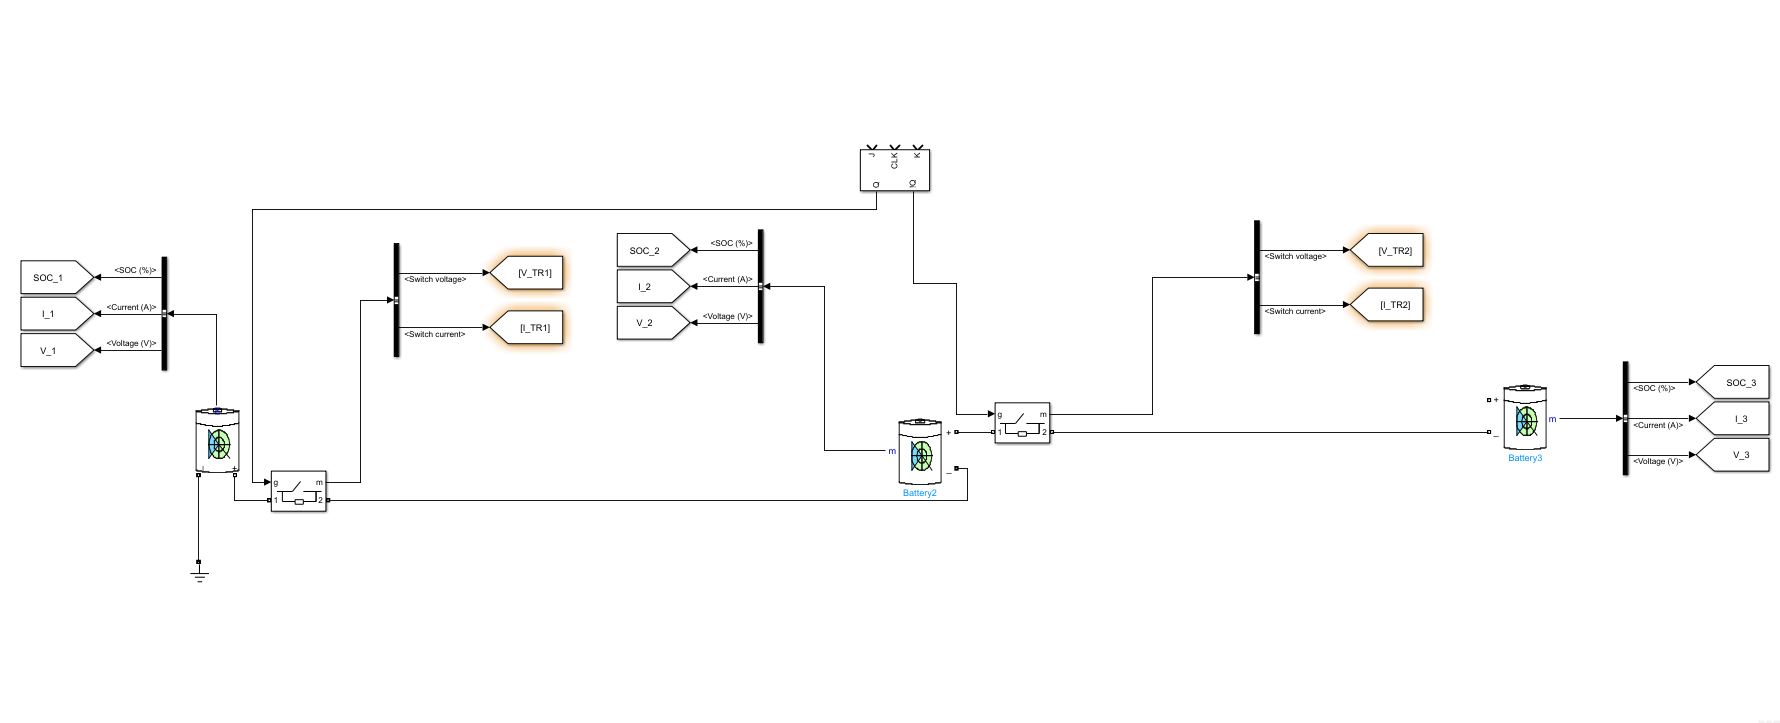 J
CLK
K
Q
!Q
SOC_1
<SOC (%)>
I_1
<Current (A)>
V_1
<Voltage (V)>
<Switch voltage>
[V_TR1]
<Switch current>
[I_TR1]
SOC_2
<SOC (%)>
I_2
<Current (A)>
V_2
<Voltage (V)>
<Switch voltage>
[V_TR2]
<Switch current>
[I_TR2]
<SOC (%)>
SOC_3
<Current (A)>
I_3
<Voltage (V)>
V_3
+
_
m
Battery3
g
m
1
2
+
_
m
Battery2
_
+
g
m
1
2